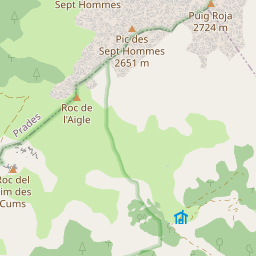 Sept Hommes
Puig Roja
2724 m
Pic des
Sept Hommes
2651 m
Roc de
l'Aigle
Prades
Roc del
im des
Cums